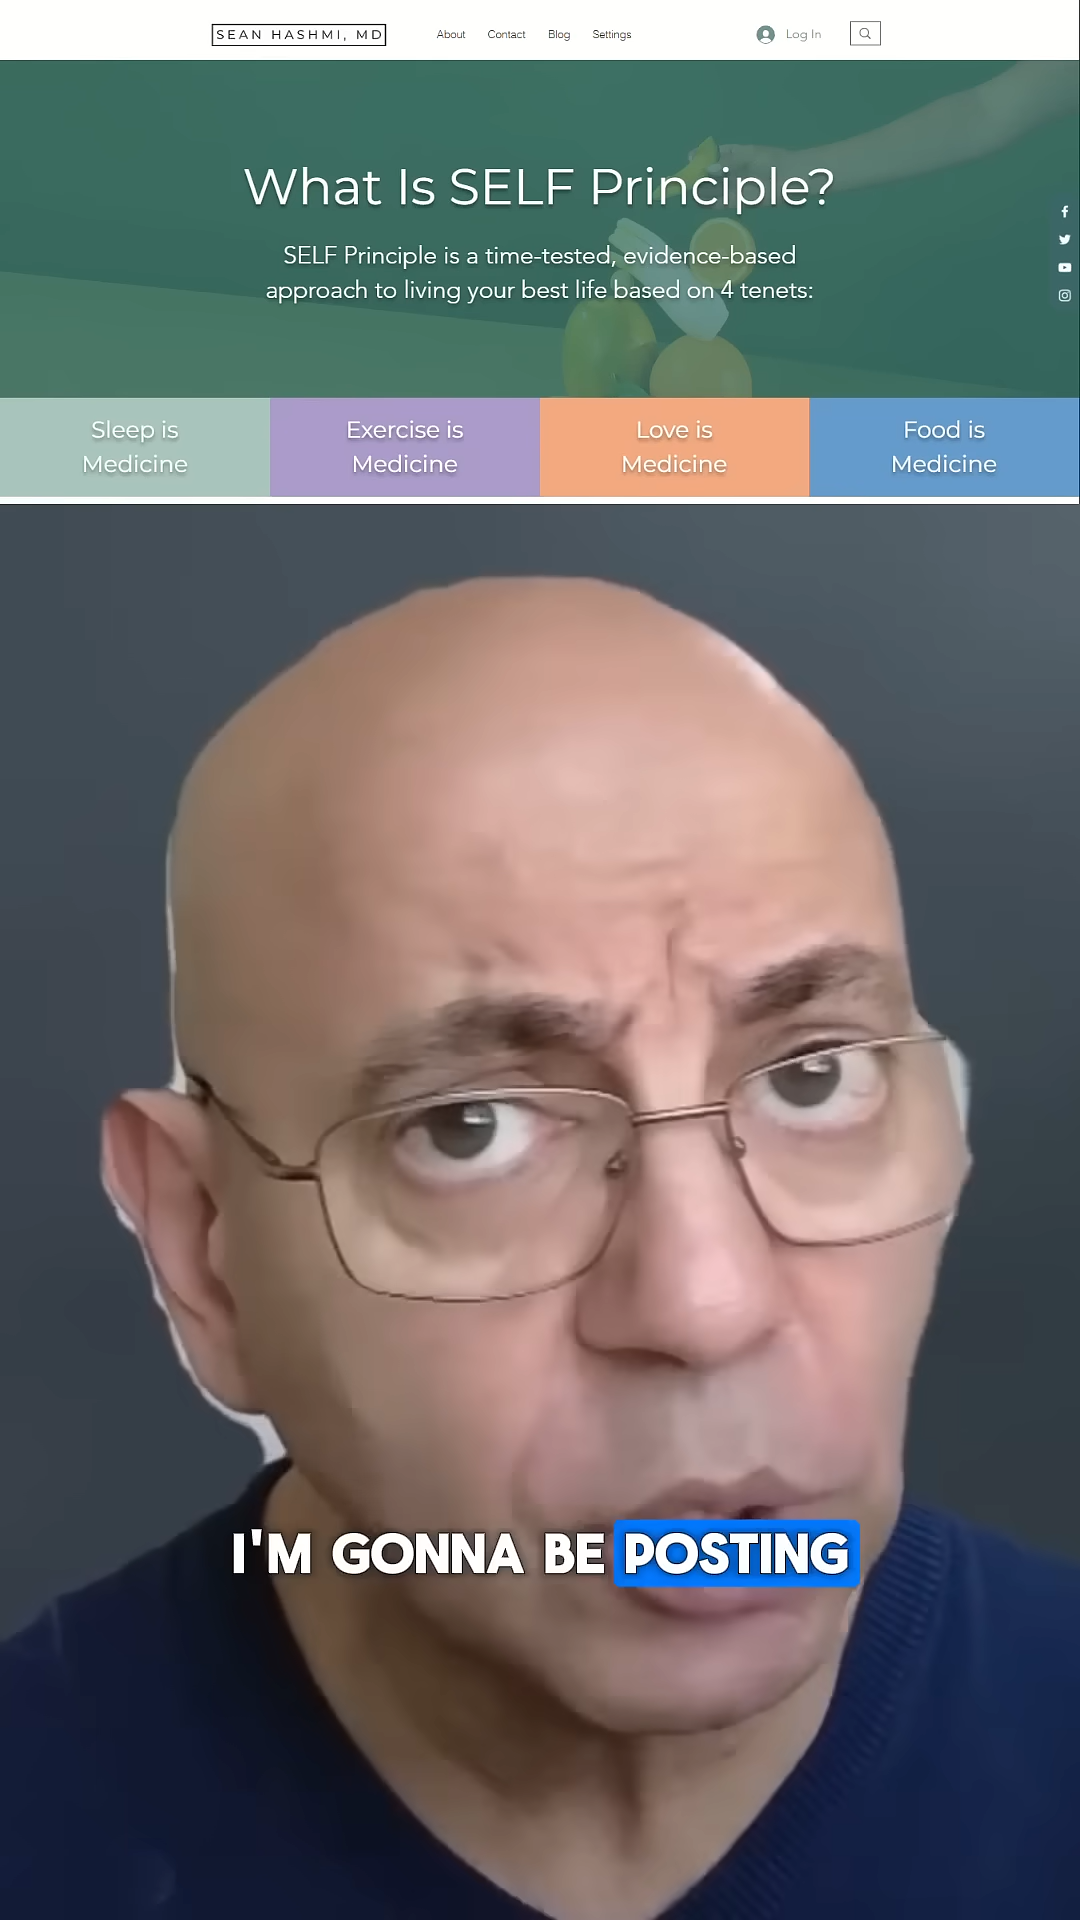 SEAN HASHMI, MD
About Contact Blog Settings
Log In
What Is SELF Principle?
SELF Principle is a time-tested, evidence-based
approach to living your best life based on 4 tenets:
Sleep is
Medicine
Exercise is
Medicine
Love is
Medicine
Food is
Medicine
I'M GONNA BE POSTING